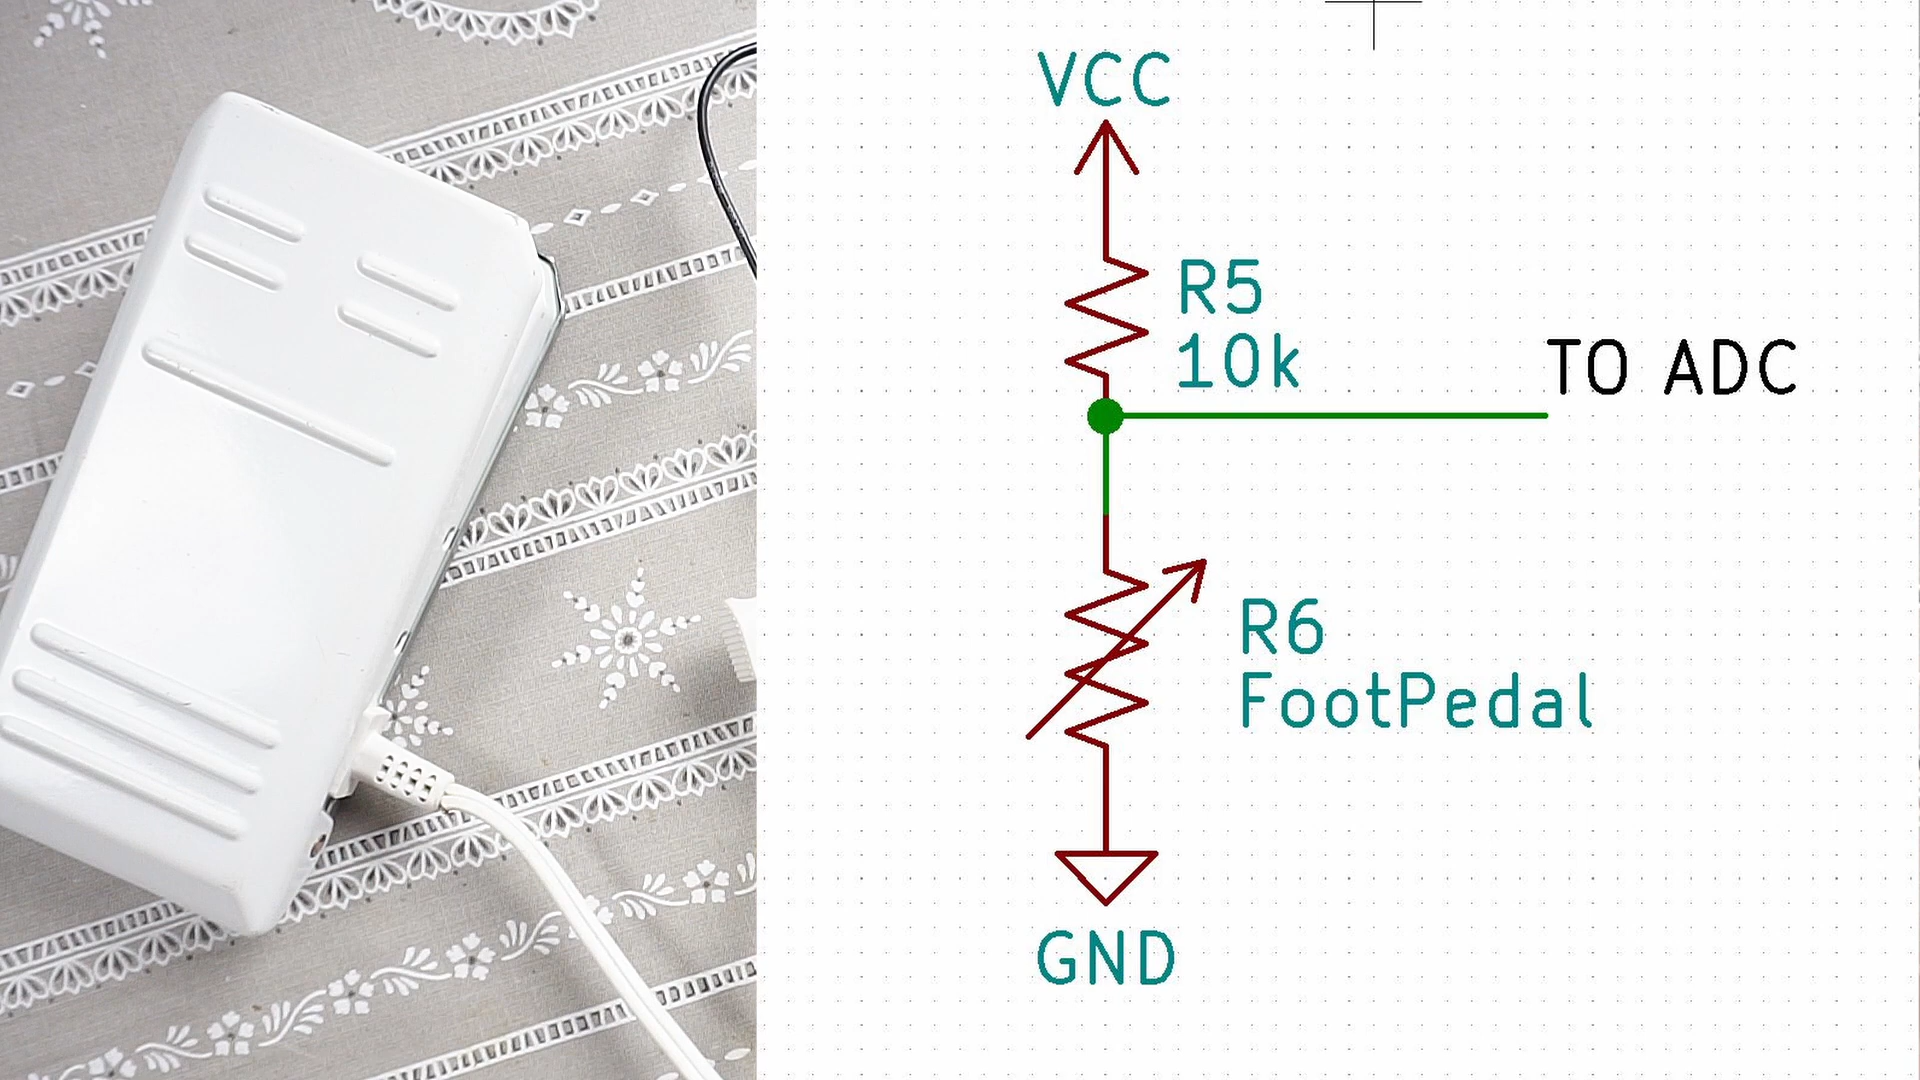 VCC
R5
10k
TO ADC
R6
FootPedal
GND